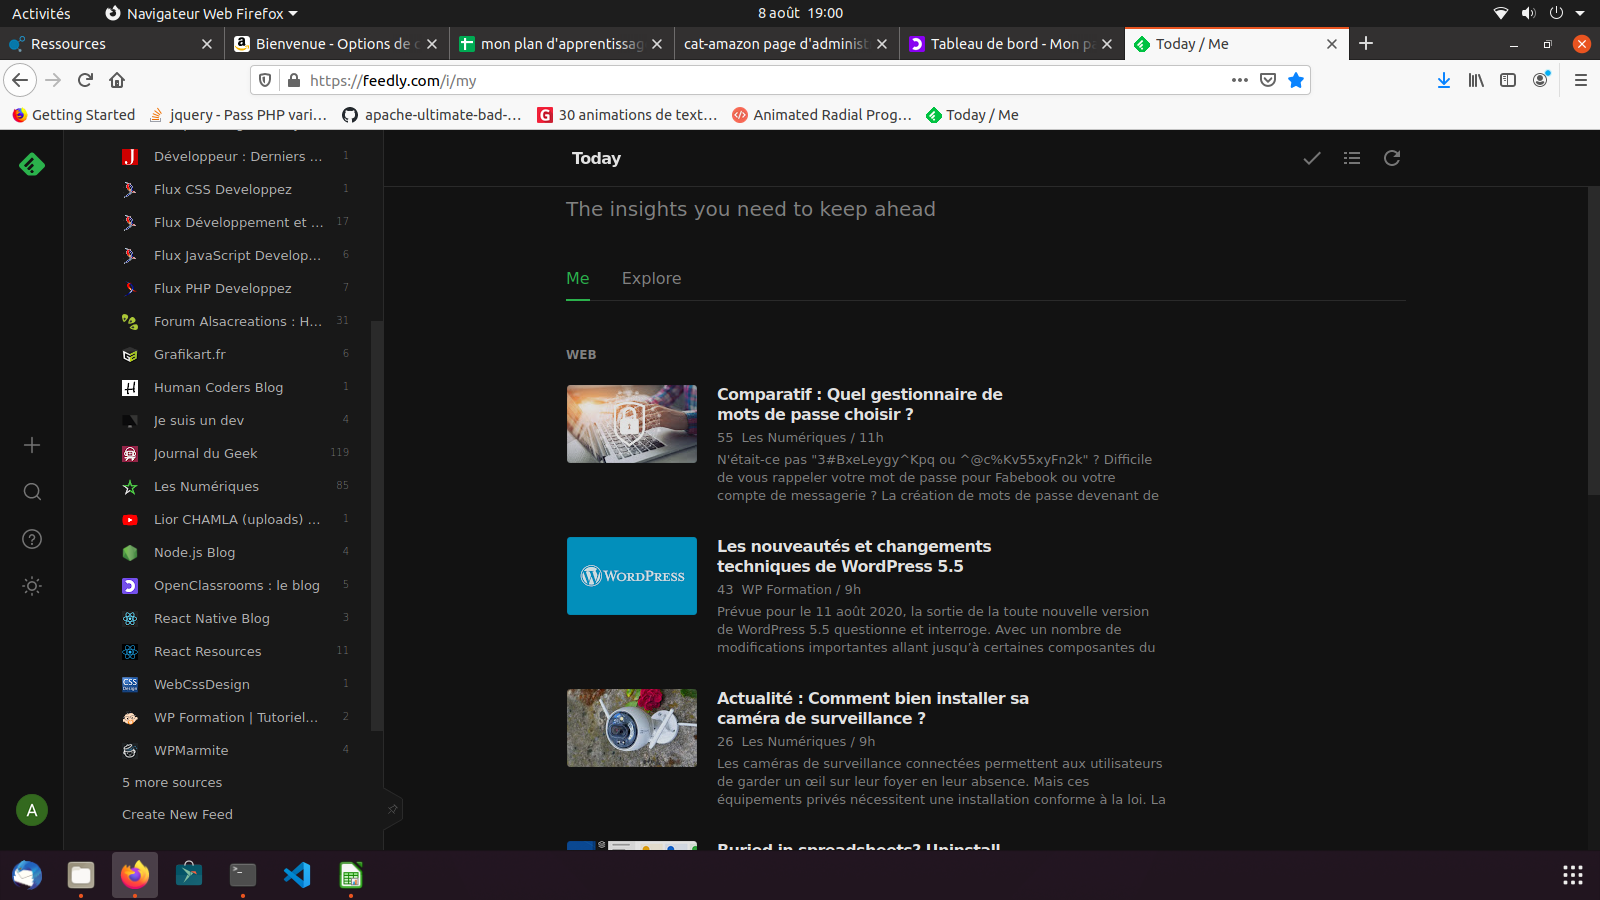 Activités
Navigateur Web Firefox
8 août 19:00
Ressources
Bienvenue - Options de c
mon plan d'apprentissag
cat-amazon page d'administ
Tableau de bord - Mon pa
Today / Me
https://feedly.com/i/my
Getting Started
jquery - Pass PHP vari…
apache-ultimate-bad-…
30 animations de text…
Animated Radial Prog…
Today / Me
Développeur : Derniers ... 1
Flux CSS Developpez 1
Flux Développement et ... 17
Flux JavaScript Develop... 6
Flux PHP Developpez 7
Forum Alsacreations : H... 31
Grafikart.fr 6
Human Coders Blog 1
Je suis un dev 4
Journal du Geek 119
Les Numériques 85
Lior CHAMLA (uploads) ... 1
Node.js Blog 4
OpenClassrooms : le blog 5
React Native Blog 3
React Resources 11
WebCssDesign 1
WP Formation | Tutoriel... 2
WPMarmite 4
5 more sources
Create New Feed
A
Today
The insights you need to keep ahead
Me
Explore
WEB
Comparatif : Quel gestionnaire de
mots de passe choisir ?
55 Les Numériques / 11h
N'était-ce pas "3#BxeLeygy^Kpq ou ^@c%Kv55xyFn2k" ? Difficile
de vous rappeler votre mot de passe pour Fabebook ou votre
compte de messagerie ? La création de mots de passe devenant de
WORDPRESS
Les nouveautés et changements
techniques de WordPress 5.5
43 WP Formation / 9h
Prévue pour le 11 août 2020, la sortie de la toute nouvelle version
de WordPress 5.5 questionne et interroge. Avec un nombre de
modifications importantes allant jusqu'à certaines composantes du
Actualité : Comment bien installer sa
caméra de surveillance ?
26 Les Numériques / 9h
Les caméras de surveillance connectées permettent aux utilisateurs
de garder un œil sur leur foyer en leur absence. Mais ces
équipements privés nécessitent une installation conforme à la loi. La
Buried in spreadsheets? Uninstall